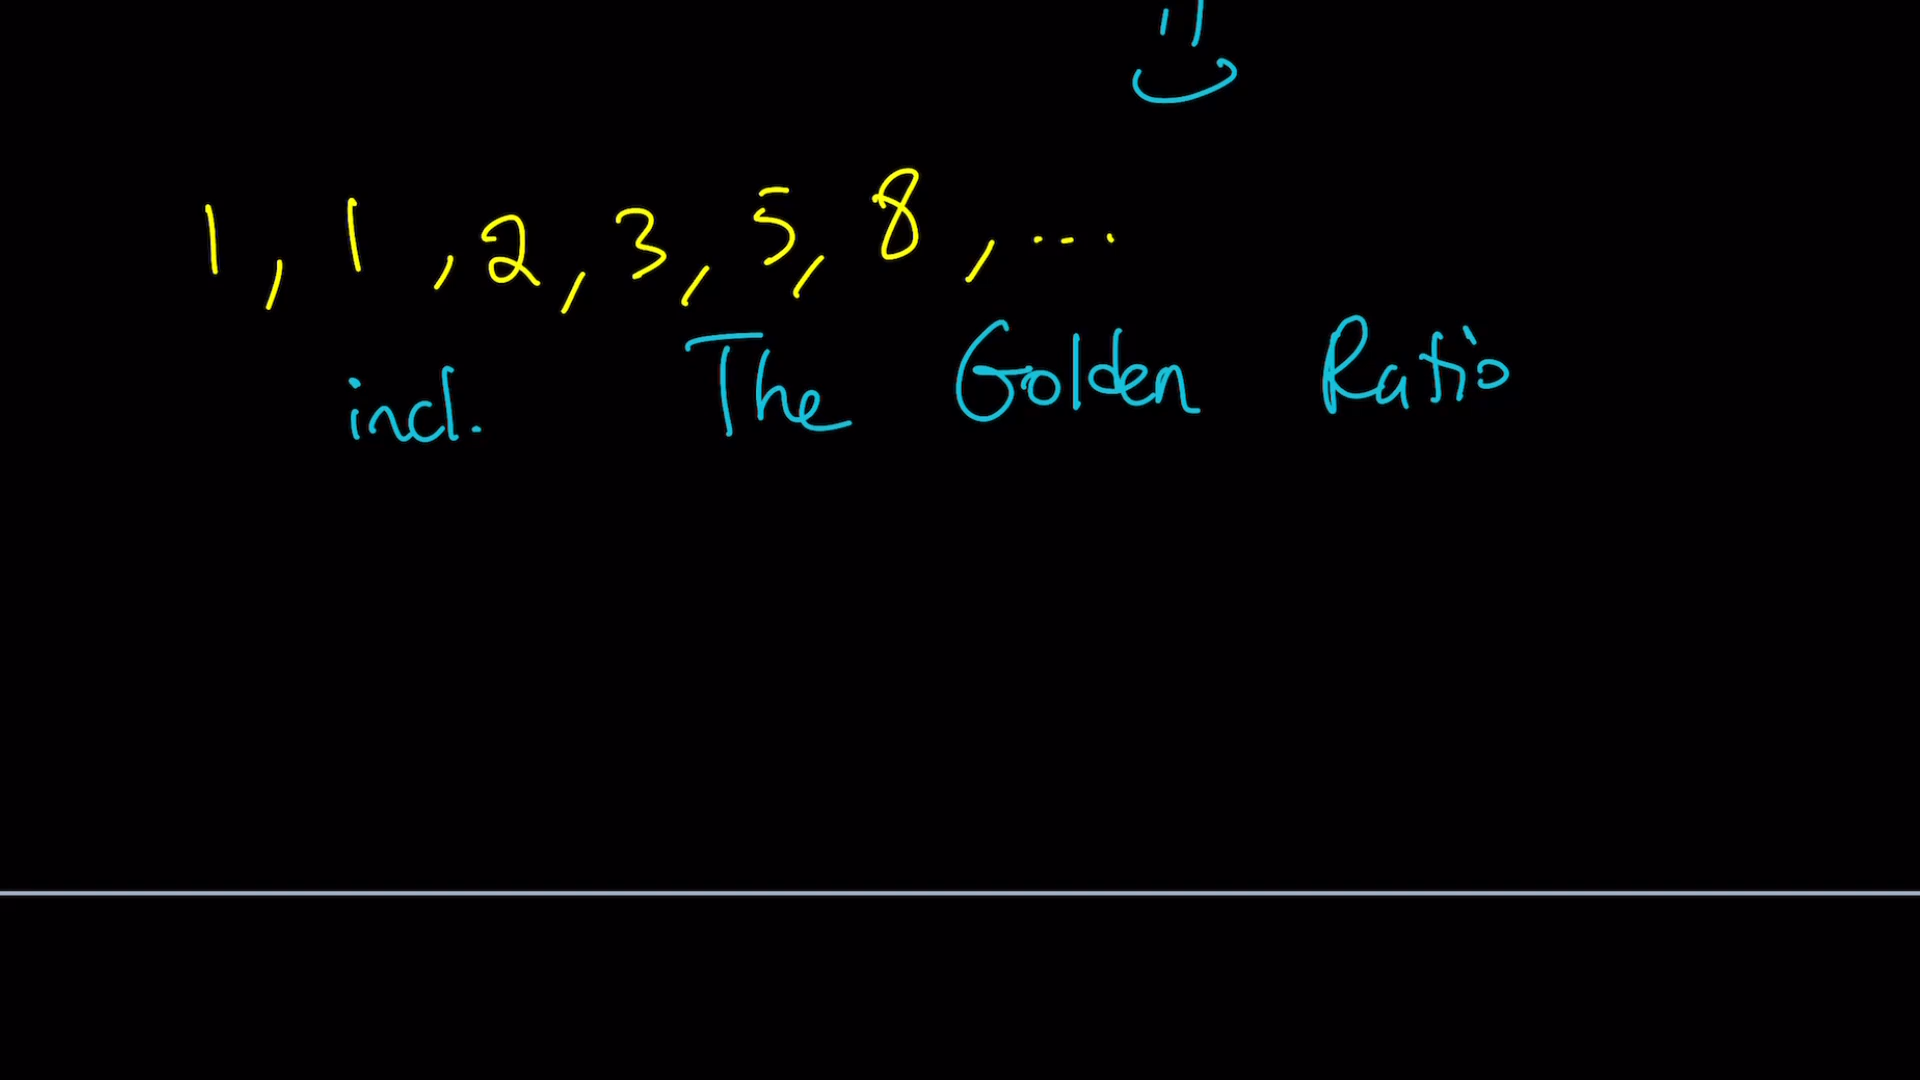 1, 1, 2, 3, 5, 8, ...
incl. The Golden Ratio